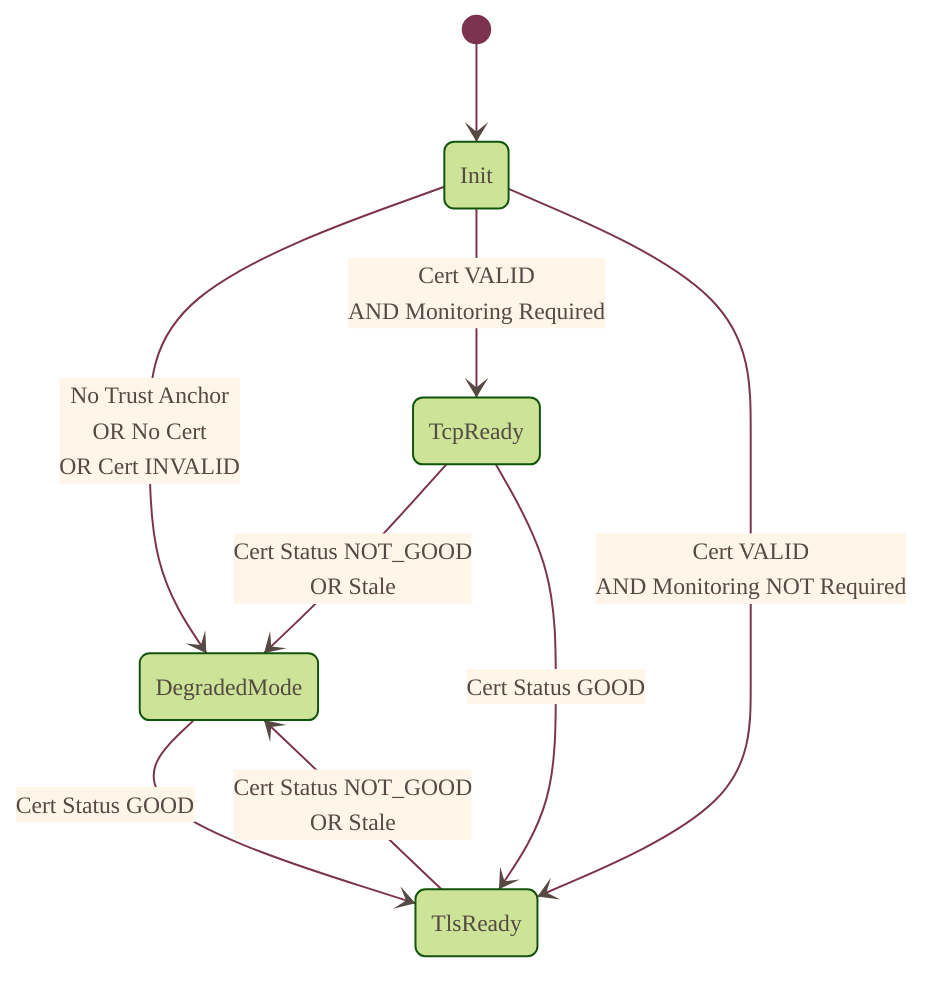 Init
Cert VALID
AND Monitoring Required
No Trust Anchor
OR No Cert
OR Cert INVALID
TcpReady
Cert Status NOT_GOOD
OR Stale
Cert VALID
AND Monitoring NOT Required
DegradedMode
Cert Status GOOD
Cert Status GOOD
Cert Status NOT_GOOD
OR Stale
TlsReady